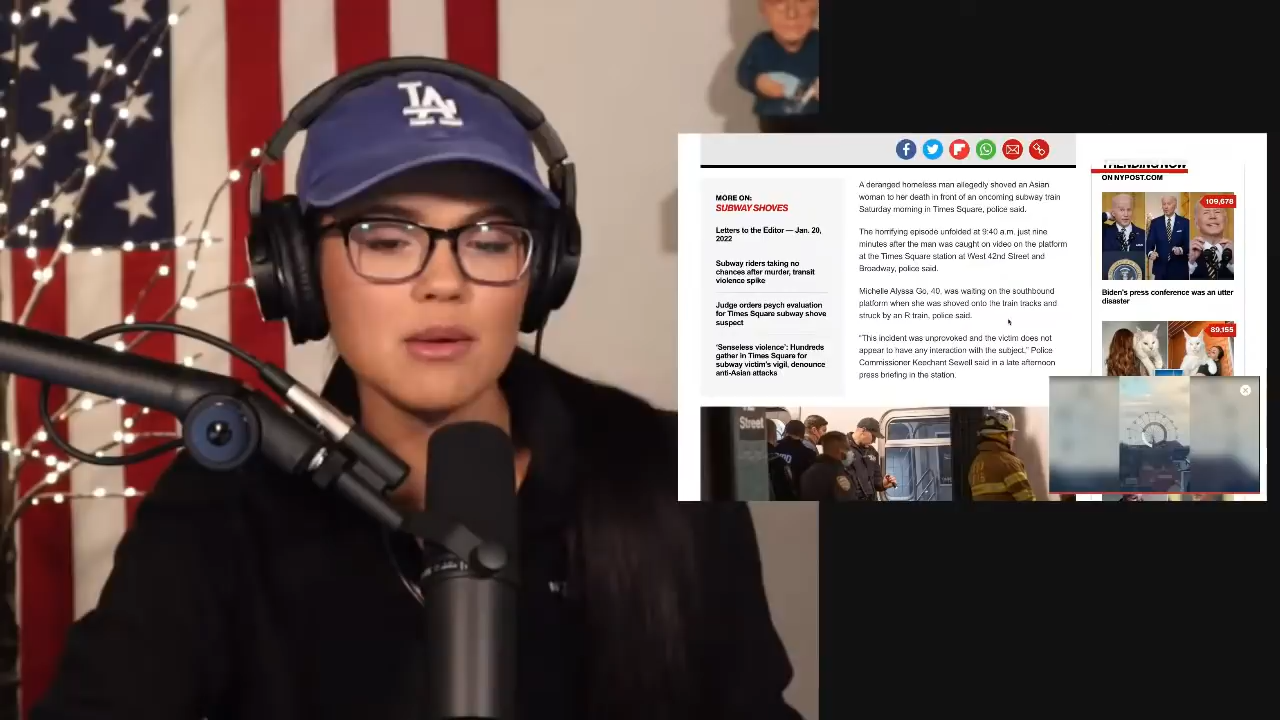 LA
TRENDING NOW
ON NYPOST.COM
MORE ON:
SUBWAY SHOVES
Letters to the Editor — Jan. 20,
2022
Subway riders taking no
chances after murder, transit
violence spike
Judge orders psych evaluation
for Times Square subway shove
suspect
'Senseless violence': Hundreds
gather in Times Square for
subway victim's vigil, denounce
anti-Asian attacks
A deranged homeless man allegedly shoved an Asian
woman to her death in front of an oncoming subway train
Saturday morning in Times Square, police said.
The horrifying episode unfolded at 9:40 a.m. just nine
minutes after the man was caught on video on the platform
at the Times Square station at West 42nd Street and
Broadway, police said.
Michelle Alyssa Go, 40, was waiting on the southbound
platform when she was shoved onto the train tracks and
struck by an R train, police said.
"This incident was unprovoked and the victim does not
appear to have any interaction with the subject," Police
Commissioner Keechant Sewell said in a late afternoon
press briefing in the station.
Street
109,678
Biden's press conference was an utter
disaster
89,155